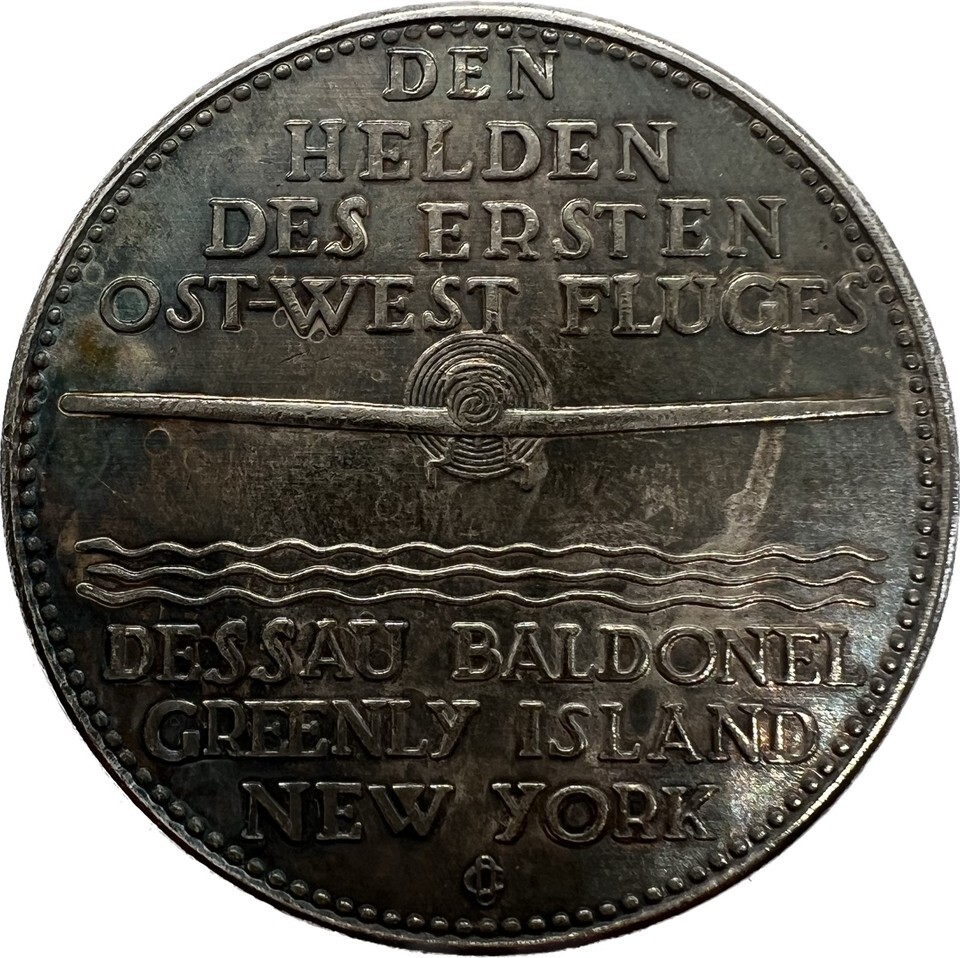 DEN
HELDEN
DES ERSTEN
OST-WEST FLUGES
DESSAU BALDONEL
GREENLY ISLAND
NEW YORK